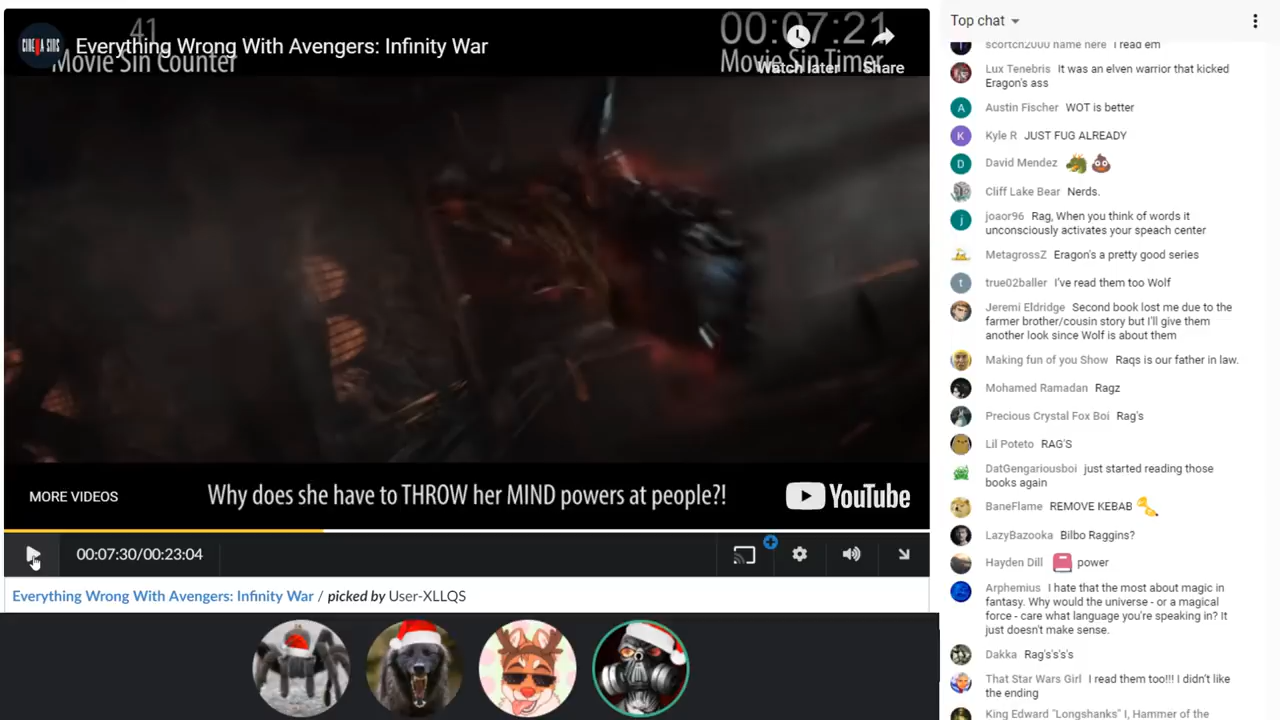 41
Movie Sin Counter
CINEMA SINS
Everything Wrong With Avengers: Infinity War
00:07:21
Movie Sin Timer
Watch later
Share
Why does she have to THROW her MIND powers at people?!
MORE VIDEOS
YouTube
00:07:30/00:23:04
Everything Wrong With Avengers: Infinity War / picked by User-XLLQS
Top chat
scortch2000 name here I read em
Lux Tenebris It was an elven warrior that kicked
Eragon's ass
A
Austin Fischer WOT is better
K
Kyle R JUST FUG ALREADY
D
David Mendez 🐲 💩
Cliff Lake Bear Nerds.
j
joaor96 Rag, When you think of words it
unconsciously activates your speach center
MetagrossZ Eragon's a pretty good series
t
true02baller I've read them too Wolf
Jeremi Eldridge Second book lost me due to the
farmer brother/cousin story but I'll give them
another look since Wolf is about them
Making fun of you Show Raqs is our father in law.
Mohamed Ramadan Ragz
Precious Crystal Fox Boi Rag's
Lil Poteto RAG'S
DatGengariousboi just started reading those
books again
BaneFlame REMOVE KEBAB
LazyBazooka Bilbo Raggins?
Hayden Dill power
Arphemius I hate that the most about magic in
fantasy. Why would the universe - or a magical
force - care what language you're speaking in? It
just doesn't make sense.
Dakka Rag's's's's
That Star Wars Girl I read them too!!! I didn't like
the ending
King Edward "Longshanks" I, Hammer of the